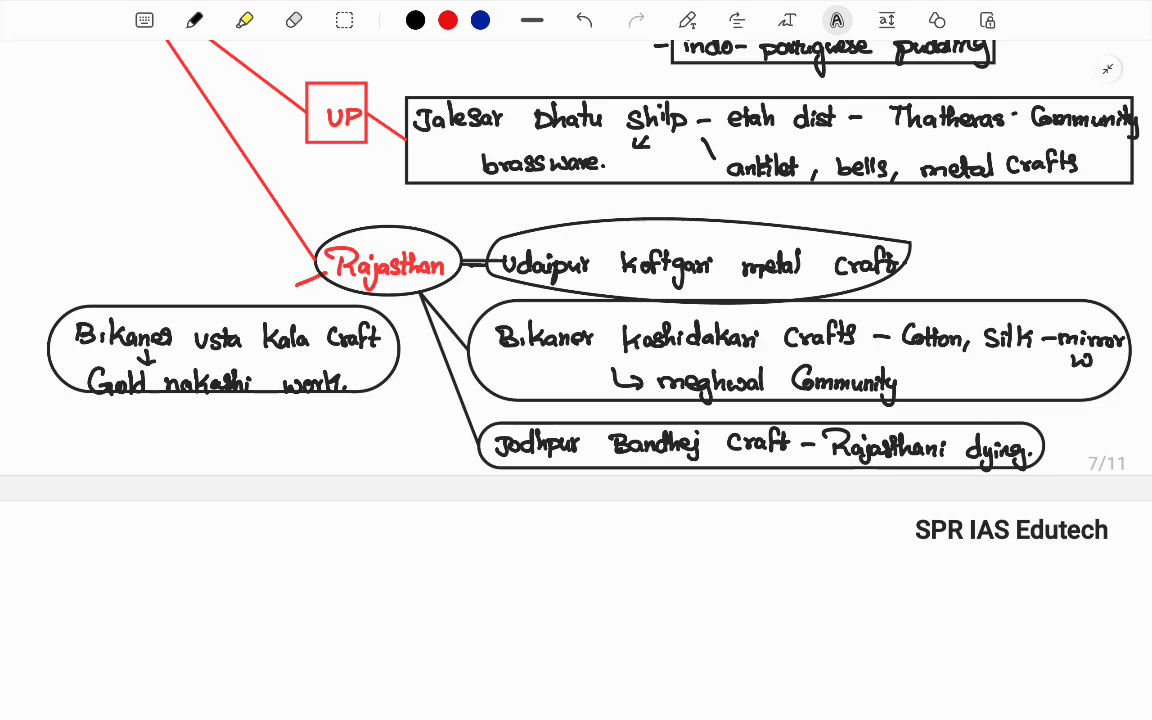 - indo- portuguese pudding
UP
Jalesar Dhatu Shilp - etah dist - Thatheras Community
brassware.
anklet, bells, metal crafts
Rajasthan
Udaipur Koftgari metal Craft
Bikaner usta Kala Craft
Gold nakashi work.
Bikaner Kashidakari Crafts - Cotton, Silk - mirror
w
meghwal Community
Jodhpur Bandhej Craft - Rajasthani dying.
7/11
SPR IAS Edutech